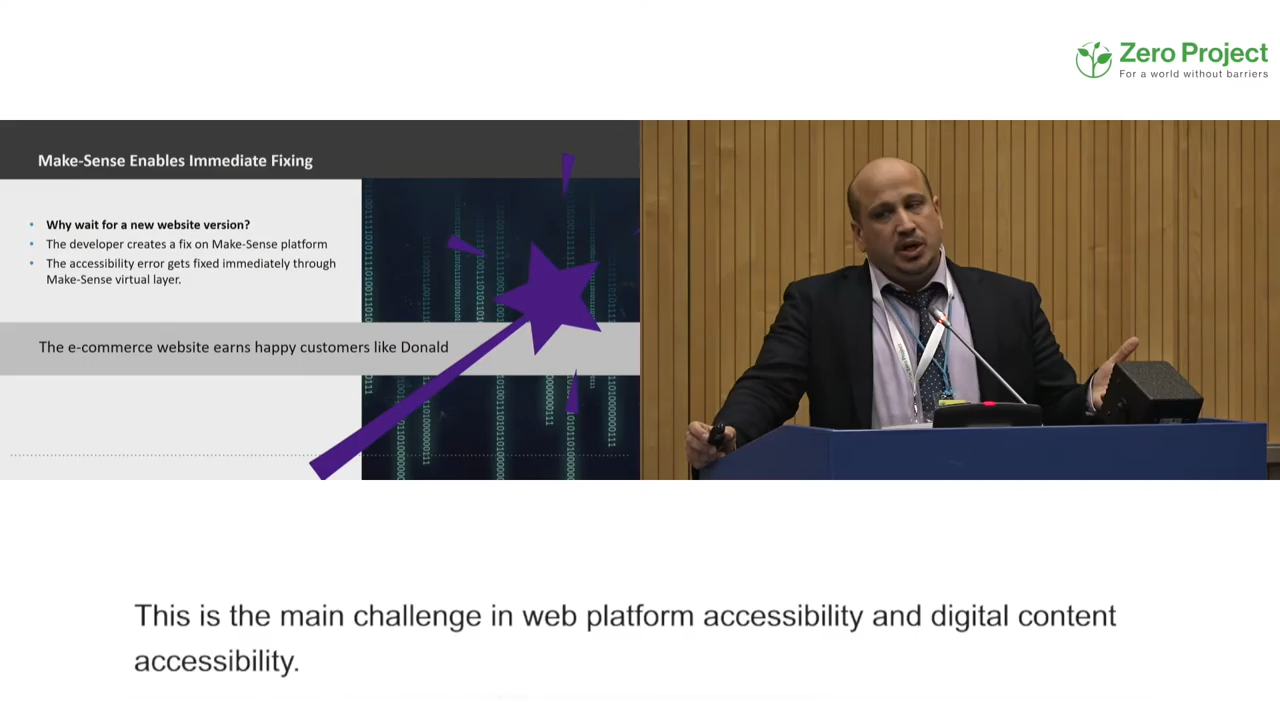 Zero Project
For a world without barriers
Make-Sense Enables Immediate Fixing
• Why wait for a new website version?
• The developer creates a fix on Make-Sense platform
• The accessibility error gets fixed immediately through
Make-Sense virtual layer.
The e-commerce website earns happy customers like Donald
This is the main challenge in web platform accessibility and digital content
accessibility.